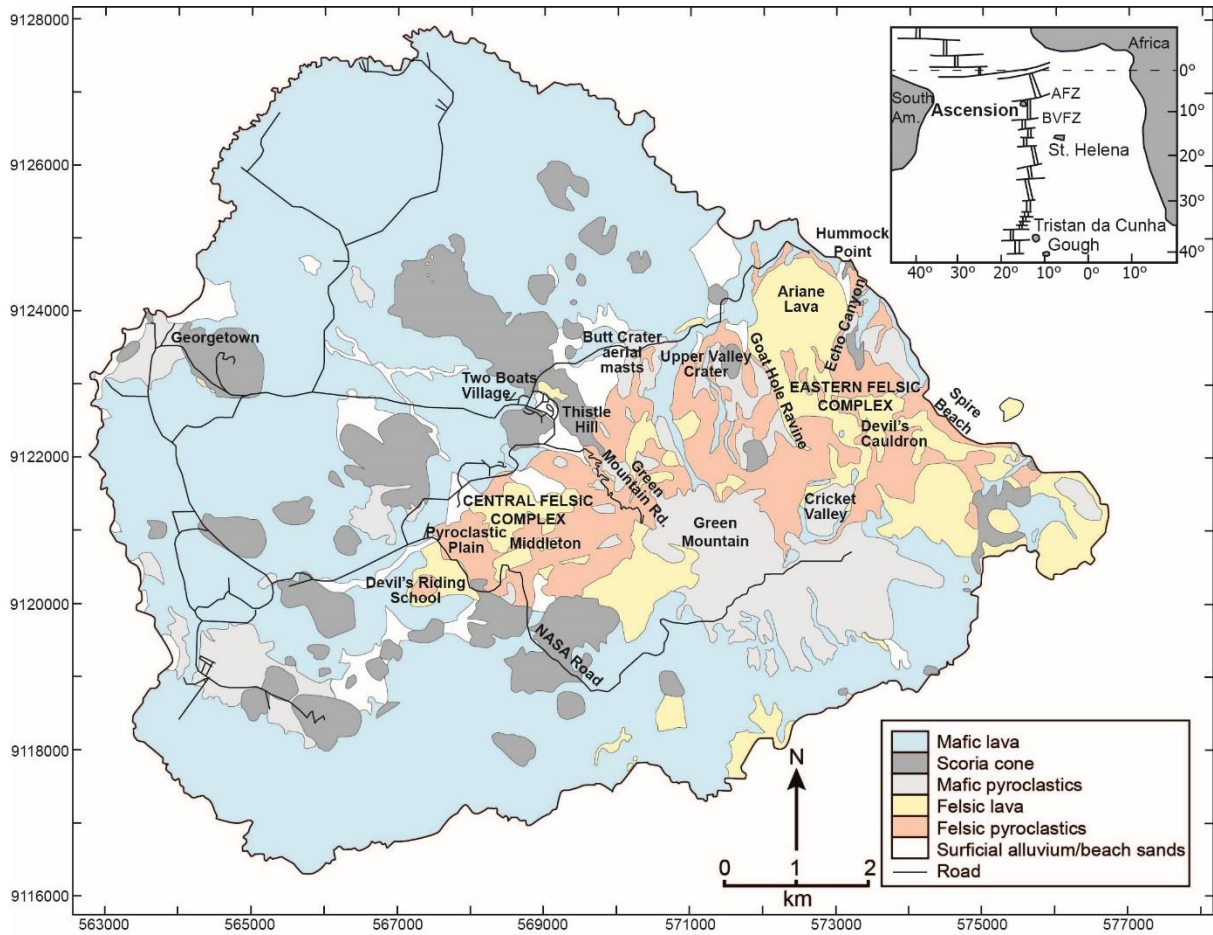 9128000
9126000
9124000
9122000
9120000
9118000
9116000
563000
565000
567000
569000
571000
573000
575000
577000
Africa
South
Am.
Ascension
AFZ
BVFZ
St. Helena
Tristan da Cunha
Gough
0°
10°
20°
30°
40°
40°
30°
20°
10°
0°
10°
Hummock
Point
Ariane
Lava
Echo Canyon
Georgetown
Butt Crater
aerial
masts
Upper Valley
Crater
Goat Hole Ravine
Two Boats
Village
Thistle
Hill
EASTERN FELSIC
COMPLEX
Spire
Beach
Devil's
Cauldron
Green
Mountain Rd.
CENTRAL FELSIC
COMPLEX
Cricket
Valley
Green
Mountain
Pyroclastic
Plain
Middleton
Devil's Riding
School
NASA Road
N
0 1 2
km
Mafic lava
Scoria cone
Mafic pyroclastics
Felsic lava
Felsic pyroclastics
Surficial alluvium/beach sands
Road